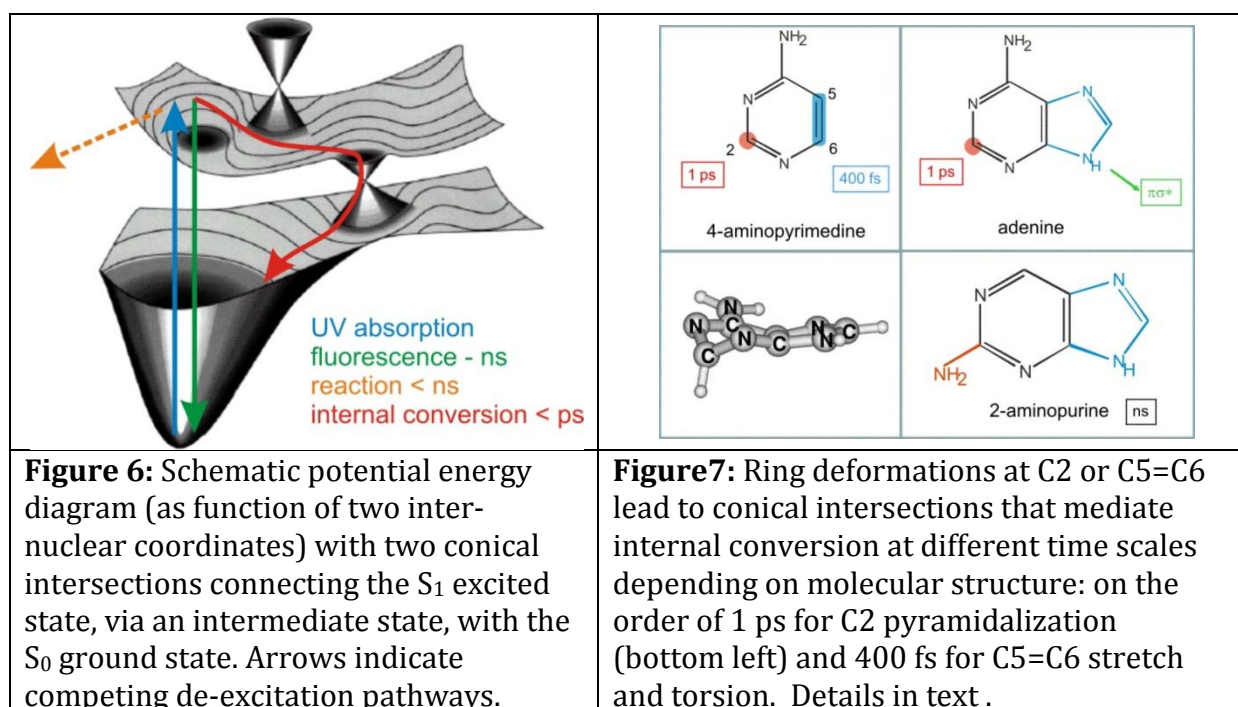 UV absorption
fluorescence - ns
reaction < ns
internal conversion < ps
NH₂
N
5
2
6
N
1 ps
400 fs
4-aminopyrimedine
NH₂
N
N
N
N
H
1 ps
πσ*
adenine
N
C
N
C
N
C
C
N
N
C
N
N
NH₂
N
N
N
H
2-aminopurine
ns
Figure 6: Schematic potential energy
diagram (as function of two inter-
nuclear coordinates) with two conical
intersections connecting the S₁ excited
state, via an intermediate state, with the
S₀ ground state. Arrows indicate
competing de-excitation pathways.
Figure7: Ring deformations at C2 or C5=C6
lead to conical intersections that mediate
internal conversion at different time scales
depending on molecular structure: on the
order of 1 ps for C2 pyramidalization
(bottom left) and 400 fs for C5=C6 stretch
and torsion. Details in text .